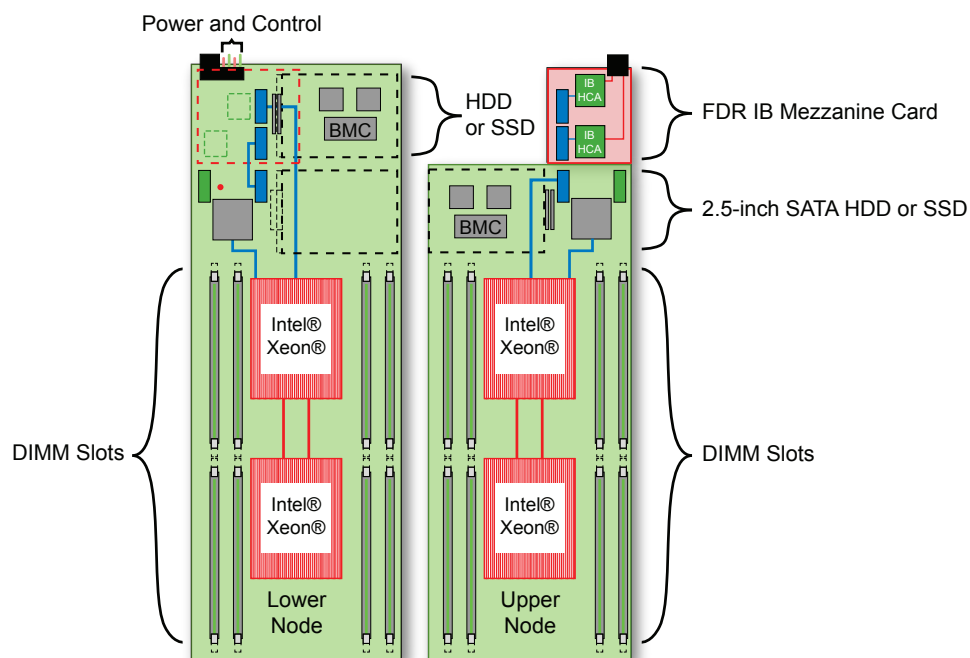 Power and Control
HDD
or SSD
BMC
IB
HCA
IB
HCA
FDR IB Mezzanine Card
BMC
2.5-inch SATA HDD or SSD
Intel®
Xeon®
Intel®
Xeon®
DIMM Slots
DIMM Slots
Intel®
Xeon®
Intel®
Xeon®
Lower
Node
Upper
Node